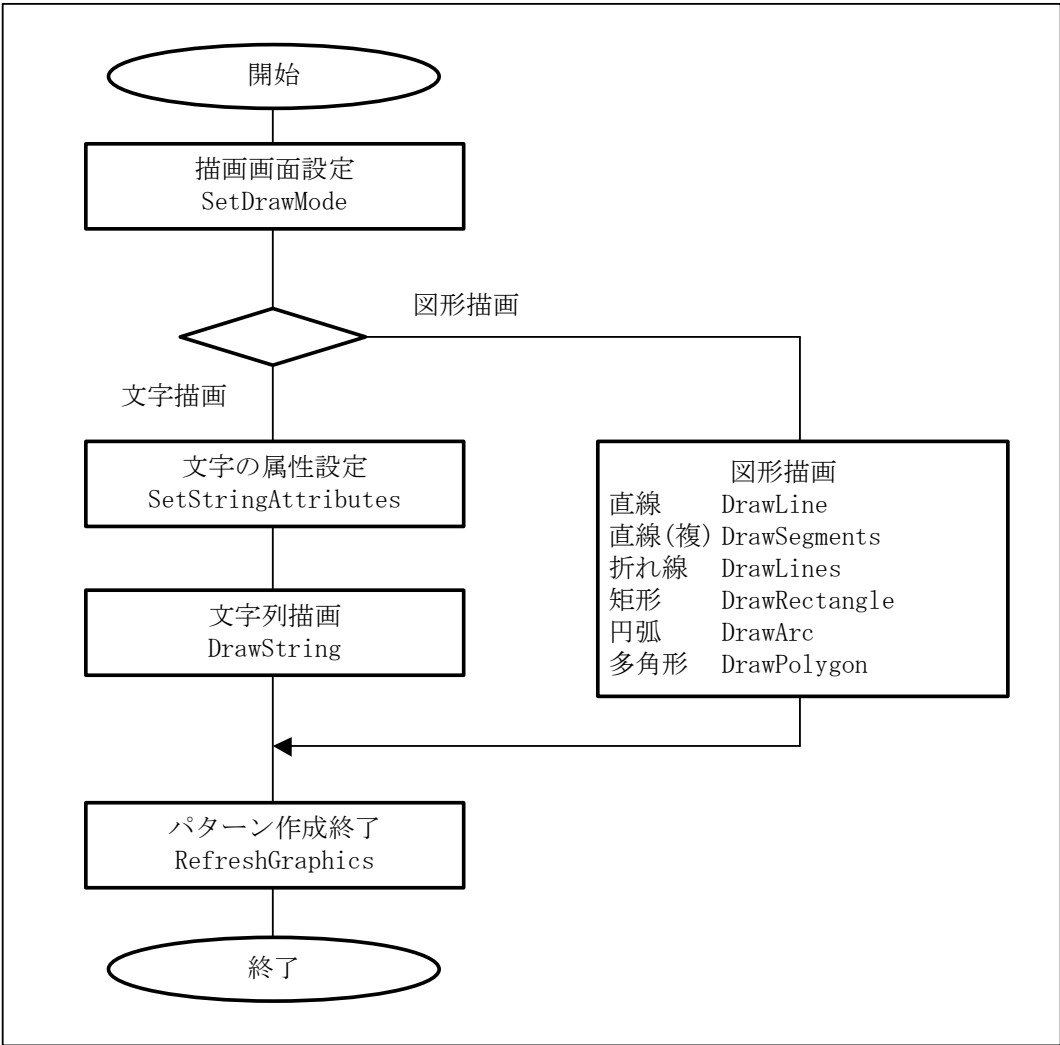 開始
描画画面設定
SetDrawMode
図形描画
文字描画
文字の属性設定
SetStringAttributes
文字列描画
DrawString
図形描画
直線 DrawLine
直線(複) DrawSegments
折れ線 DrawLines
矩形 DrawRectangle
円弧 DrawArc
多角形 DrawPolygon
パターン作成終了
RefreshGraphics
終了